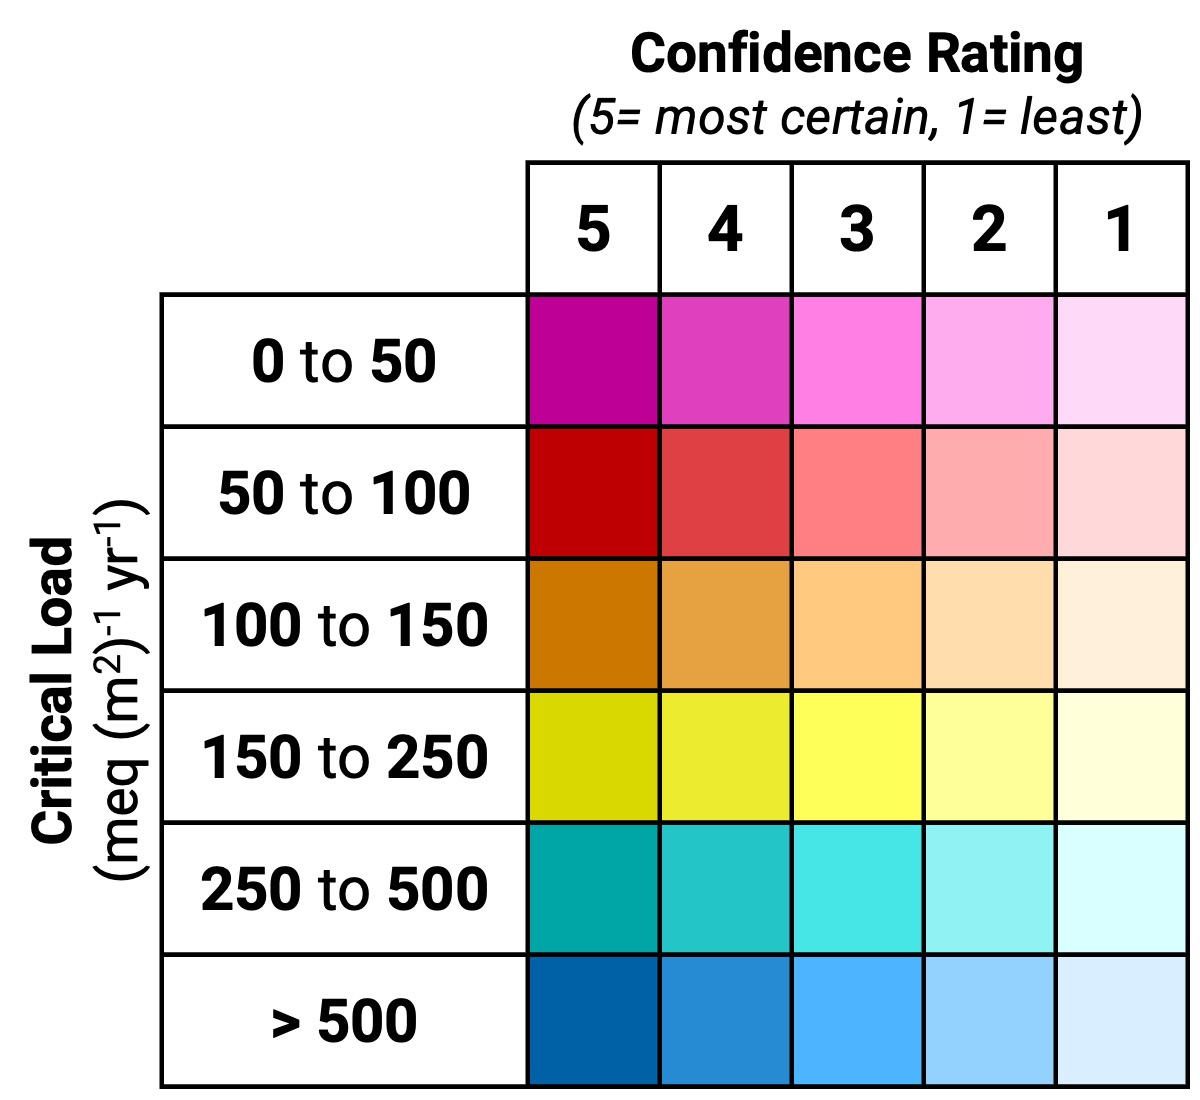 Confidence Rating
(5= most certain, 1= least)
5 4 3 2 1
0 to 50
50 to 100
100 to 150
150 to 250
250 to 500
> 500
Critical Load
(meq (m²)⁻¹ yr⁻¹)